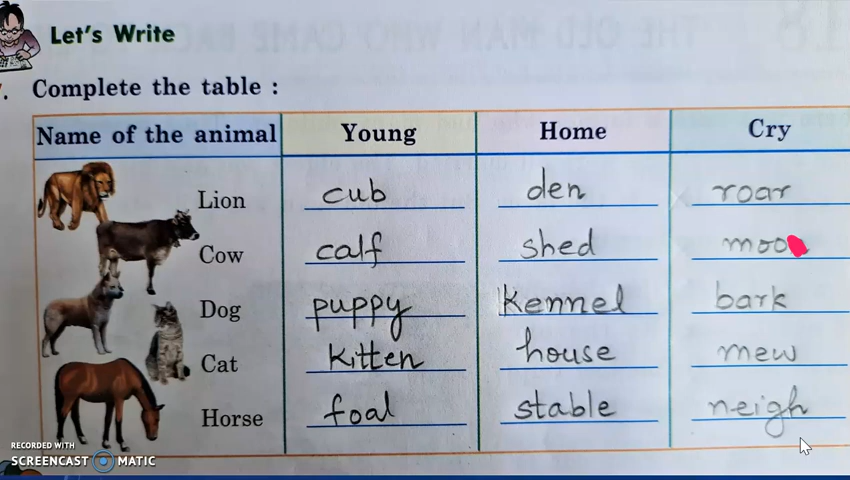 Let's Write
Complete the table :
Name of the animal Young Home Cry
Lion cub den roar
Cow calf shed moo
Dog puppy Kennel bark
Cat kitten house mew
Horse foal stable neigh
RECORDED WITH
SCREENCAST MATIC